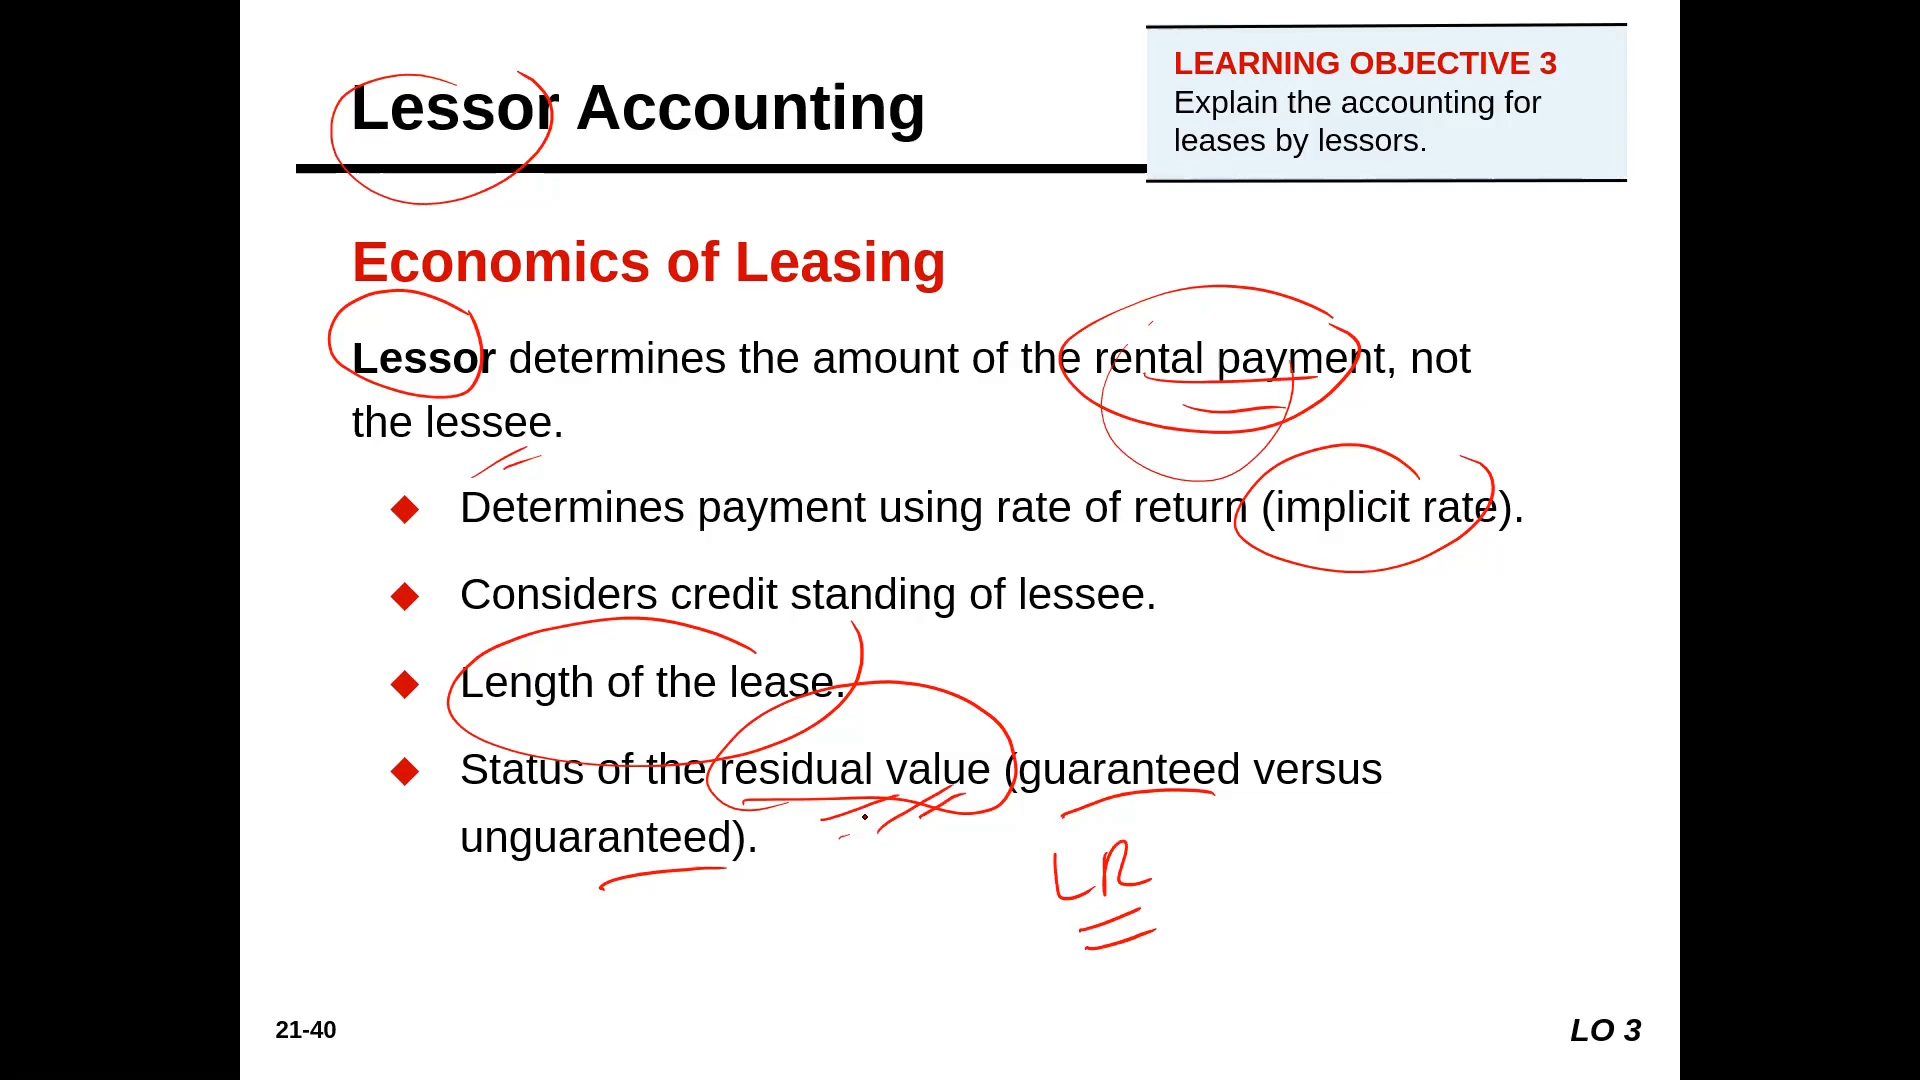 Lessor Accounting
LEARNING OBJECTIVE 3
Explain the accounting for
leases by lessors.
Economics of Leasing
Lessor determines the amount of the rental payment, not
the lessee.
◆ Determines payment using rate of return (implicit rate).
◆ Considers credit standing of lessee.
◆ Length of the lease.
◆ Status of the residual value (guaranteed versus
unguaranteed).
LR
21-40
LO 3